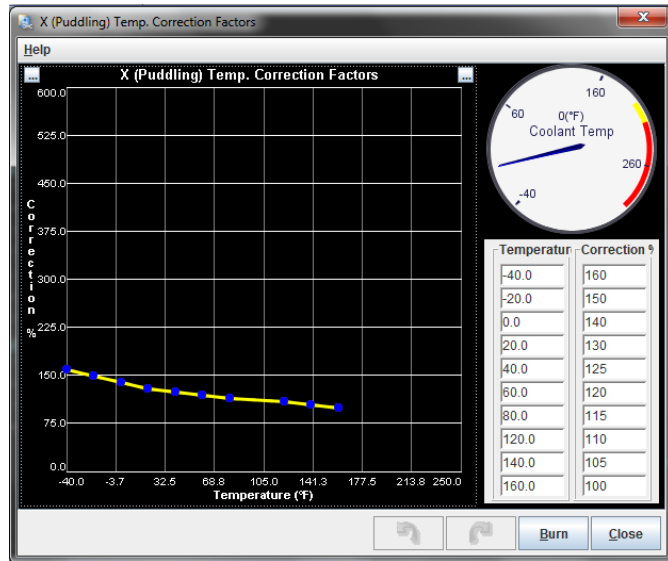 X (Puddling) Temp. Correction Factors
Help
... X (Puddling) Temp. Correction Factors ...
600.0
525.0
450.0
375.0
300.0
225.0
150.0
75.0
0.0
Correction %
-40.0 -3.7 32.5 68.8 105.0 141.3 177.5 213.8 250.0
Temperature (°F)
-40 60 160 260
0(°F)
Coolant Temp
Temperatur Correction %
-40.0 160
-20.0 150
0.0 140
20.0 130
40.0 125
60.0 120
80.0 115
120.0 110
140.0 105
160.0 100
Burn Close